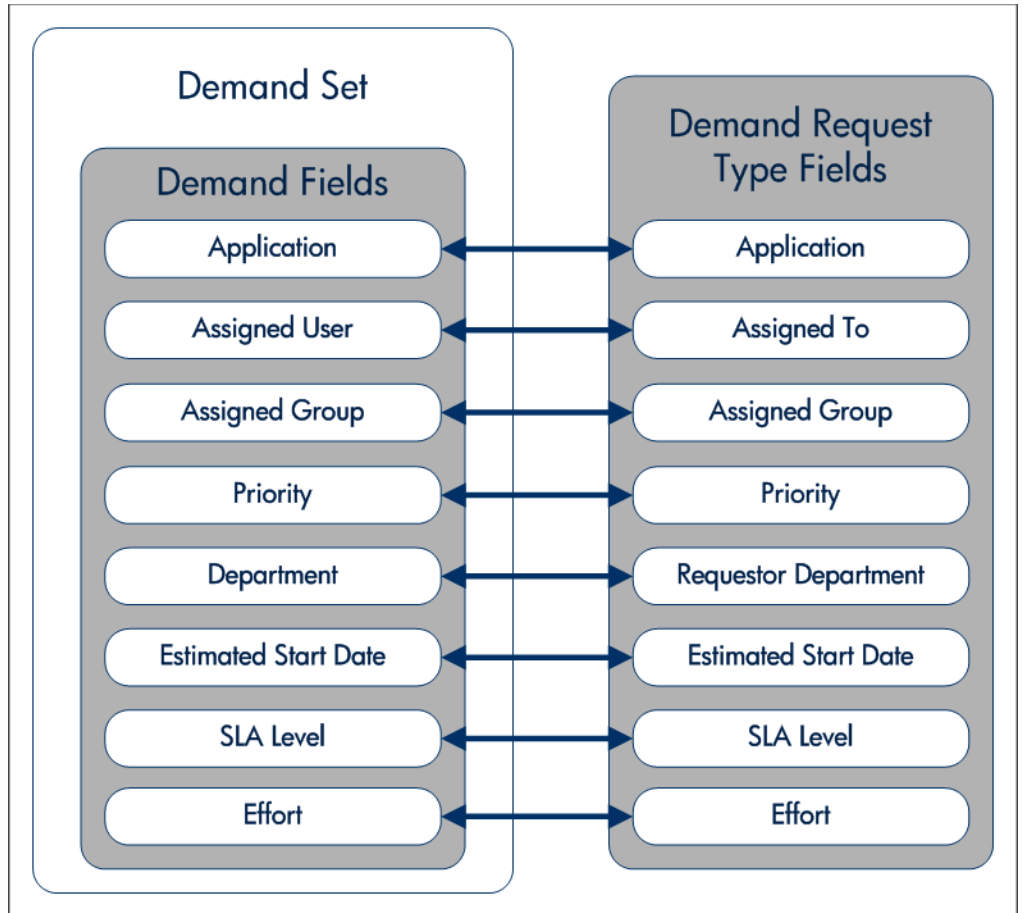 Demand Set
Demand Fields
Application
Assigned User
Assigned Group
Priority
Department
Estimated Start Date
SLA Level
Effort
Demand Request
Type Fields
Application
Assigned To
Assigned Group
Priority
Requestor Department
Estimated Start Date
SLA Level
Effort